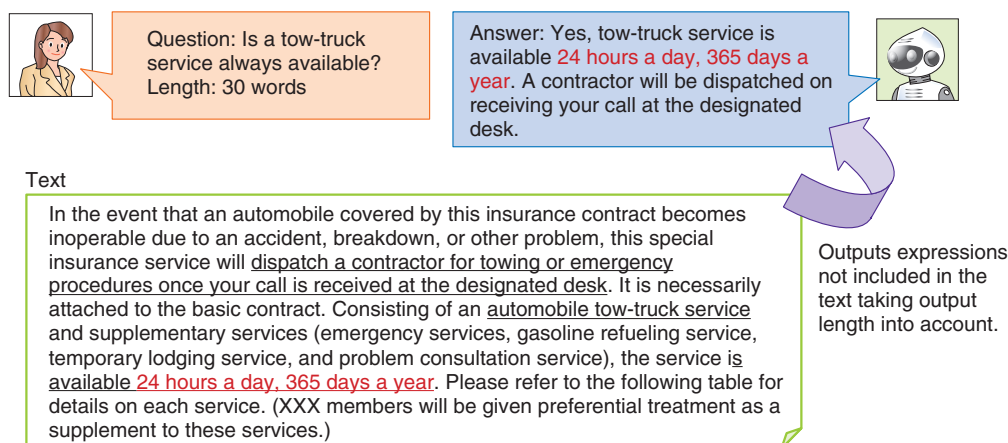 Question: Is a tow-truck
service always available?
Length: 30 words
Answer: Yes, tow-truck service is
available 24 hours a day, 365 days a
year. A contractor will be dispatched on
receiving your call at the designated
desk.
Text
In the event that an automobile covered by this insurance contract becomes
inoperable due to an accident, breakdown, or other problem, this special
insurance service will dispatch a contractor for towing or emergency
procedures once your call is received at the designated desk. It is necessarily
attached to the basic contract. Consisting of an automobile tow-truck service
and supplementary services (emergency services, gasoline refueling service,
temporary lodging service, and problem consultation service), the service is
available 24 hours a day, 365 days a year. Please refer to the following table for
details on each service. (XXX members will be given preferential treatment as a
supplement to these services.)
Outputs expressions
not included in the
text taking output
length into account.